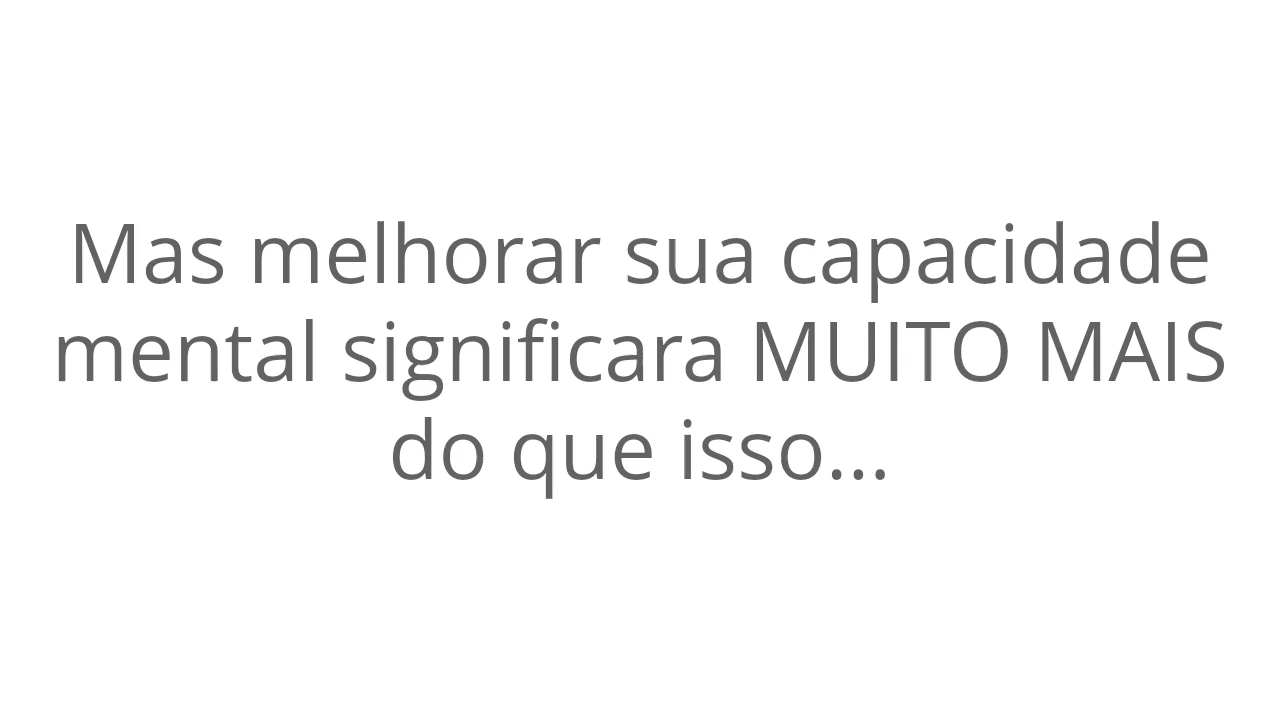 Mas melhorar sua capacidade
mental significara MUITO MAIS
do que isso...